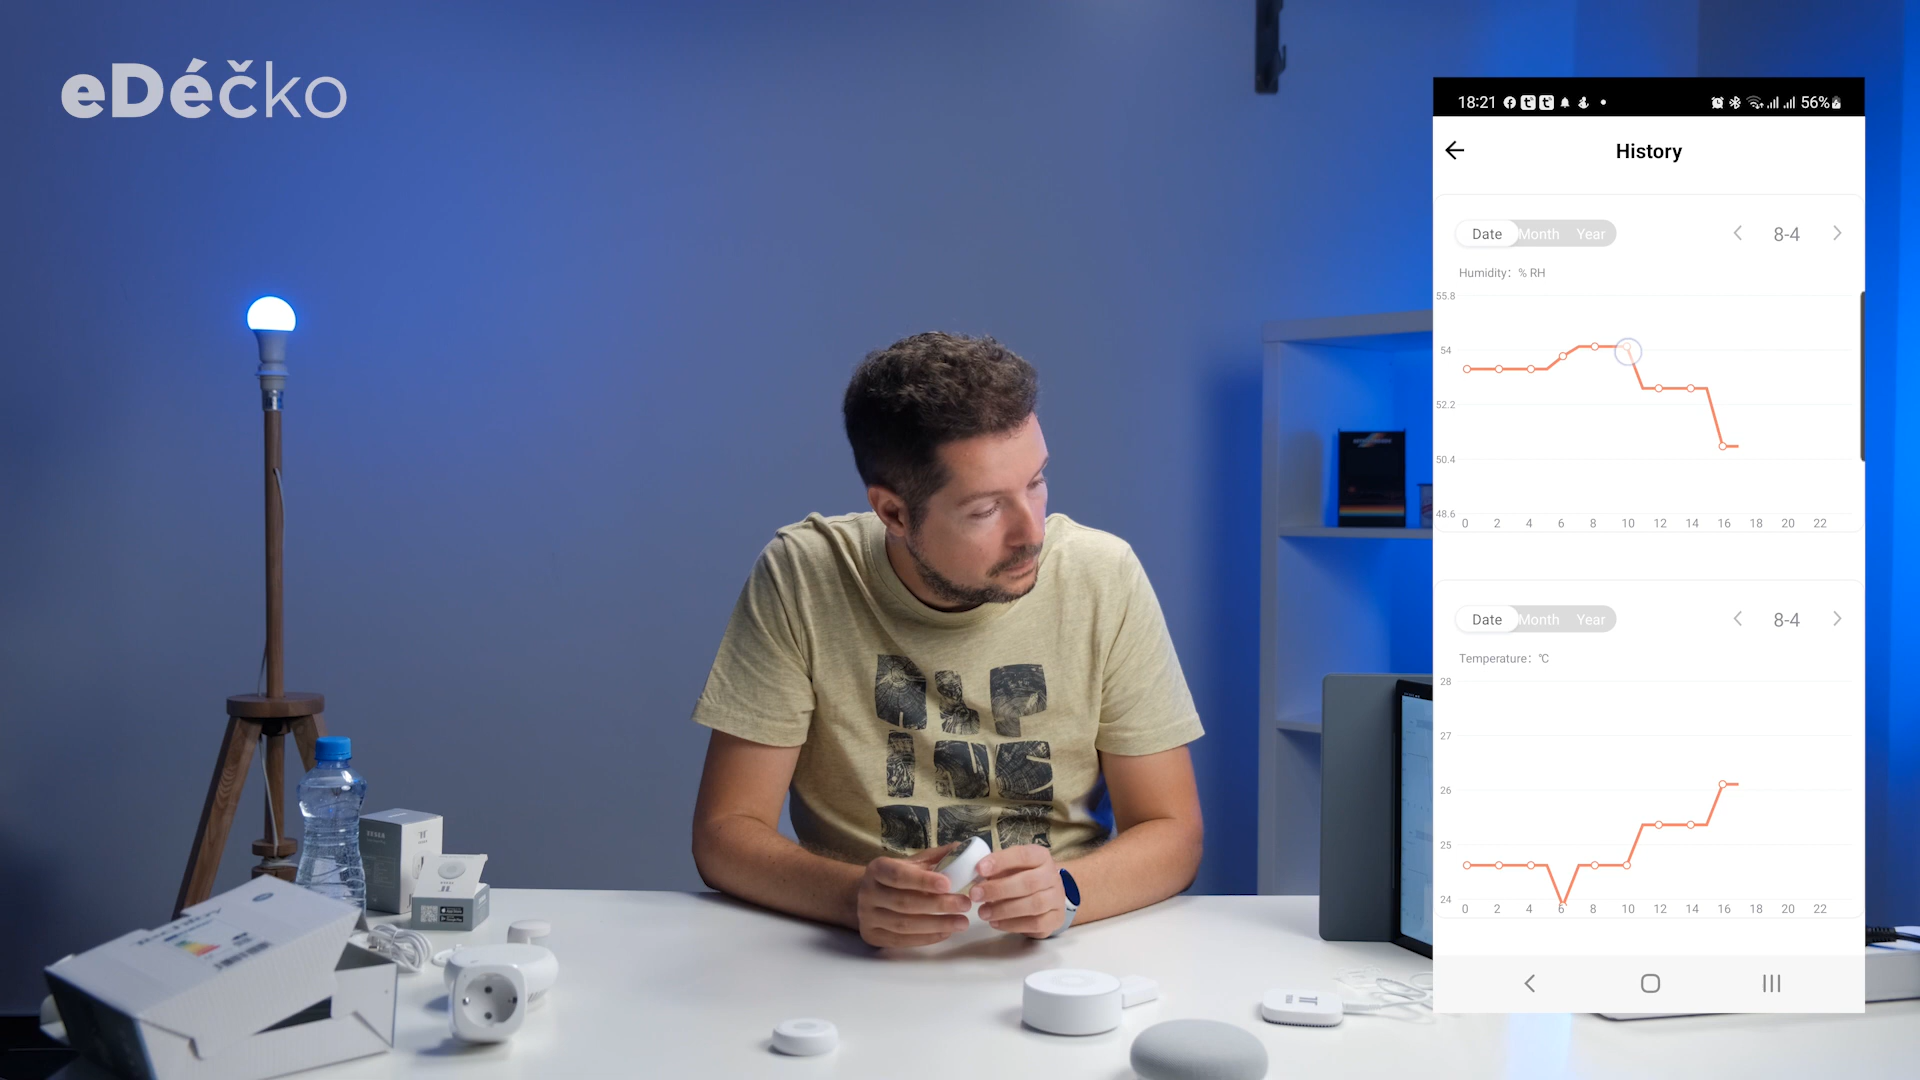 eDéčko
18:21 56%
History
Date Month Year 8-4
Humidity: % RH
55.8
54
52.2
50.4
48.6
0 2 4 6 8 10 12 14 16 18 20 22
Date Month Year 8-4
Temperature: ℃
28
27
26
25
24
0 2 4 6 8 10 12 14 16 18 20 22